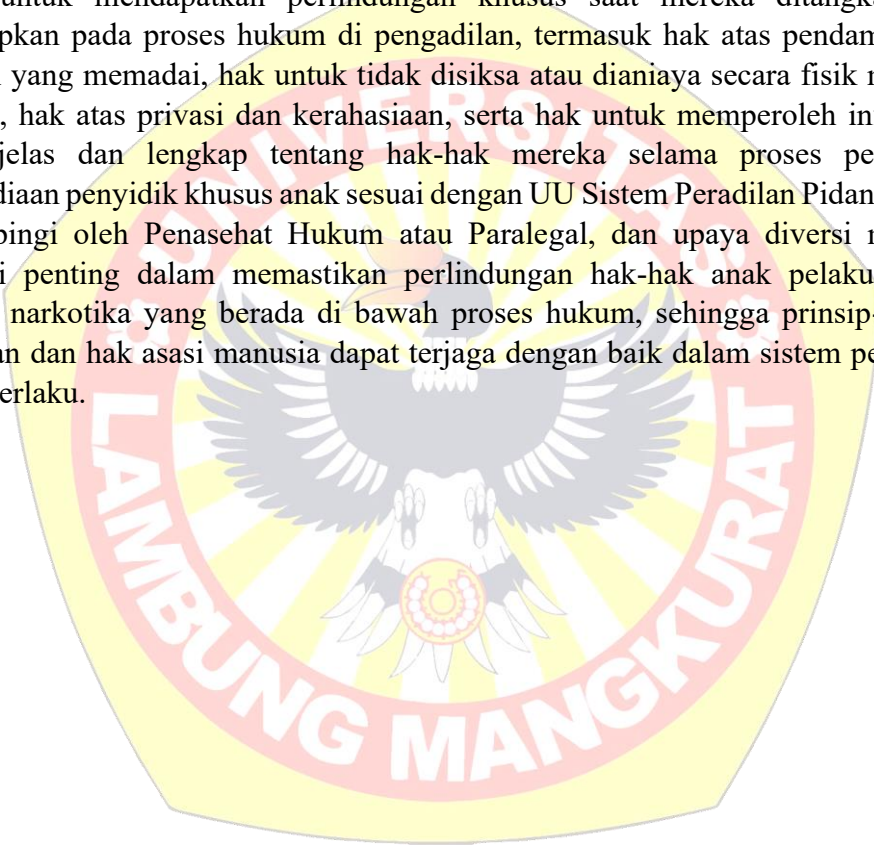 untuk mendapatkan perlindungan khusus saat mereka ditangka
pkan pada proses hukum di pengadilan, termasuk hak atas pendam
yang memadai, hak untuk tidak disiksa atau dianiaya secara fisik
, hak atas privasi dan kerahasiaan, serta hak untuk memperoleh in
jelas dan lengkap tentang hak-hak mereka selama proses pe
diaan penyidik khusus anak sesuai dengan UU Sistem Peradilan Pidan
pingi oleh Penasehat Hukum atau Paralegal, dan upaya diversi
i penting dalam memastikan perlindungan hak-hak anak pelaku
narkotika yang berada di bawah proses hukum, sehingga prinsip-
an dan hak asasi manusia dapat terjaga dengan baik dalam sistem pe
erlaku.
UNIVERSITAS
LAMBUNG MANGKURAT